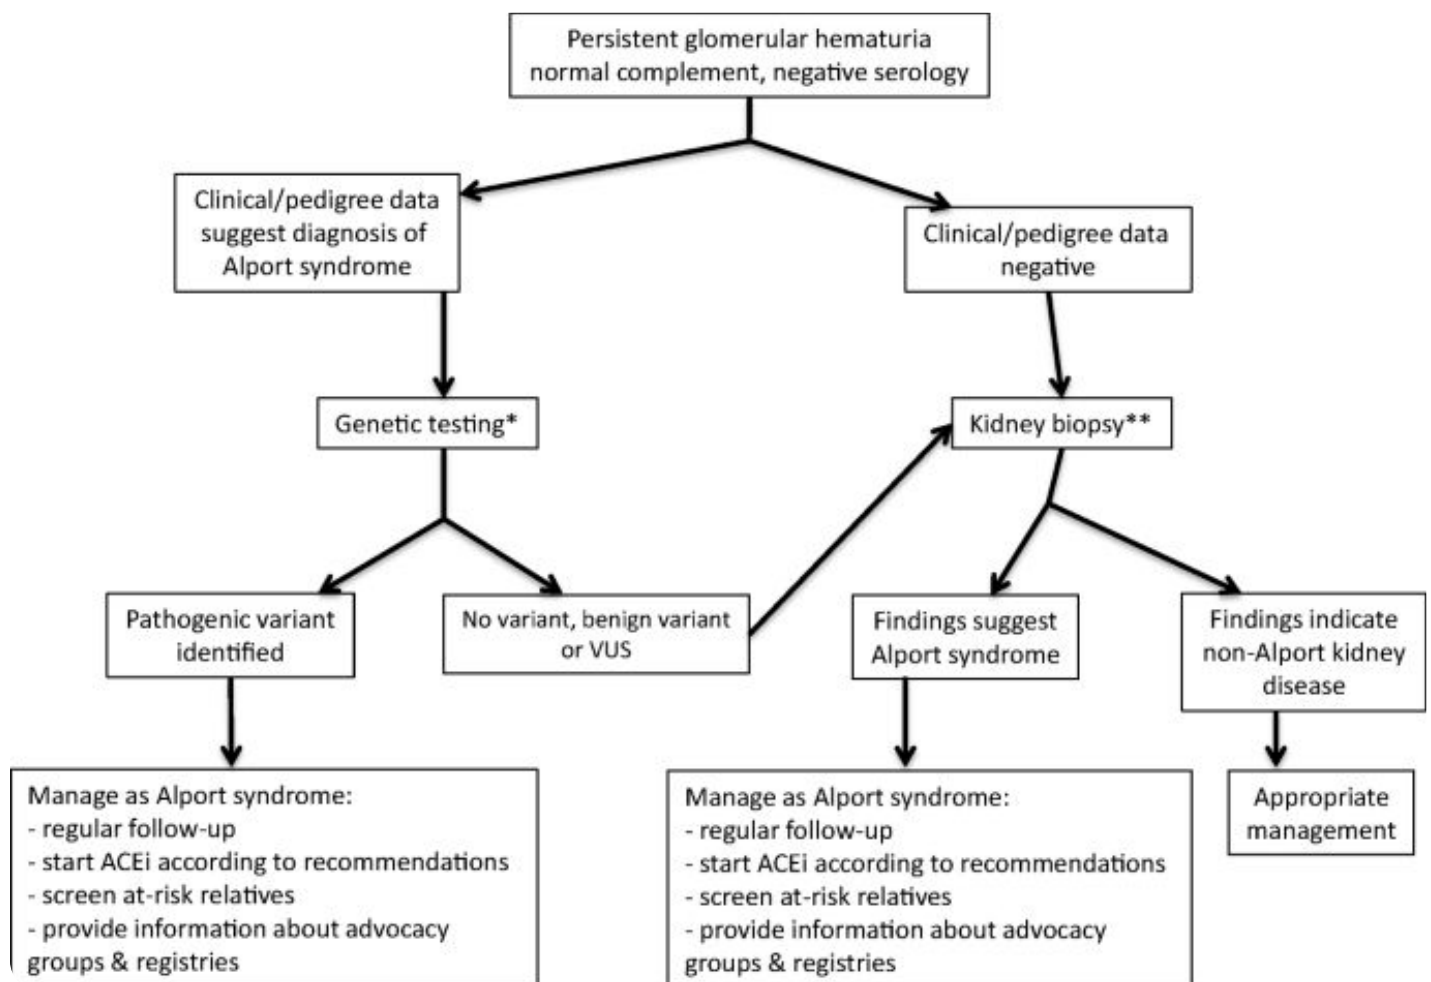 Persistent glomerular hematuria
normal complement, negative serology
Clinical/pedigree data
suggest diagnosis of
Alport syndrome
Clinical/pedigree data
negative
Genetic testing*
Kidney biopsy**
Pathogenic variant
identified
No variant, benign variant
or VUS
Findings suggest
Alport syndrome
Findings indicate
non-Alport kidney
disease
Manage as Alport syndrome:
- regular follow-up
- start ACEi according to recommendations
- screen at-risk relatives
- provide information about advocacy
groups & registries
Manage as Alport syndrome:
- regular follow-up
- start ACEi according to recommendations
- screen at-risk relatives
- provide information about advocacy
groups & registries
Appropriate
management